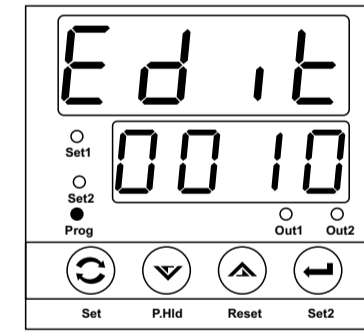 Edit
0010
Set1
Set2
Prog
Out1 Out2
Set P.Hld Reset Set2